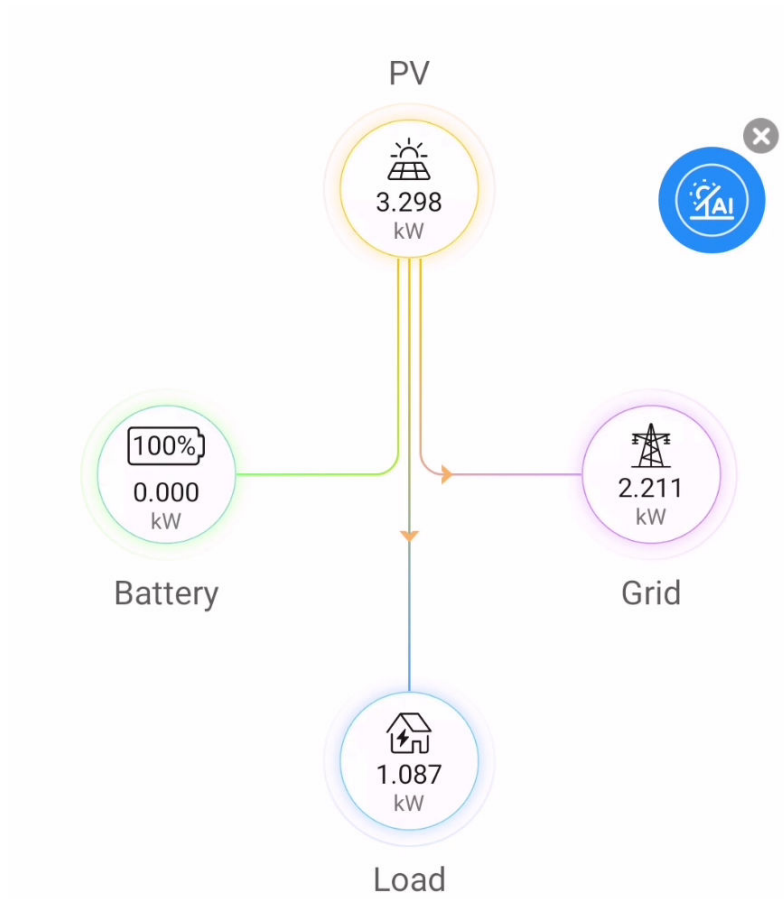 PV
3.298
kW
AI
100%
0.000
kW
Battery
2.211
kW
Grid
1.087
kW
Load